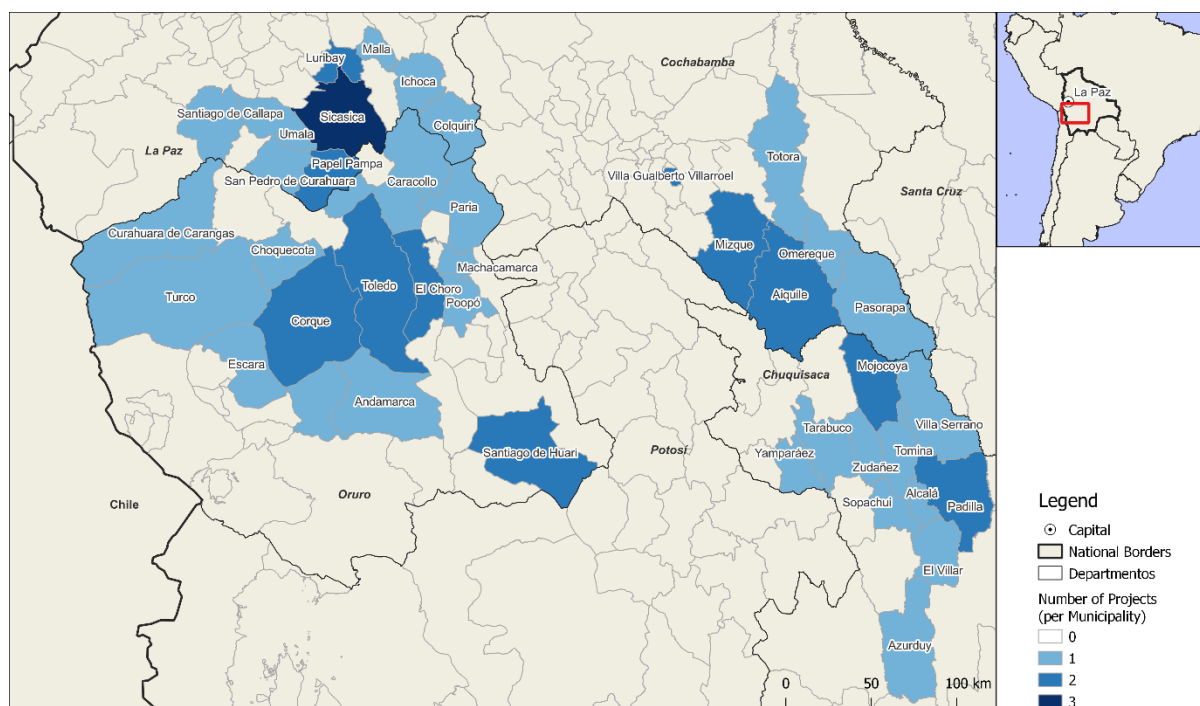 Malla
Luribay
Cochabamba
Ichoca
La Paz
Santiago de Callapa
Sicasica
Colquiri
Umala
La Paz
Papel Pampa
Totora
San Pedro de Curahuara
Caracollo
Villa Gualberto Villarroel
Santa Cruz
Paria
Curahuara de Carangas
Choquecota
Mizque
Omereque
Machacamarca
Toledo
El Choro
Turco
Aiquile
Poopó
Pasorapa
Corque
Escara
Mojocoya
Chuquisaca
Andamarca
Tarabuco
Villa Serrano
Santiago de Huari
Potosí
Yamparáez
Tomina
Zudañez
Oruro
Sopachuí
Alcalá
Padilla
Chile
El Villar
Azurduy
0 50 100 km
Legend
Capital
National Borders
Departmentos
Number of Projects
(per Municipality)
0
1
2
3